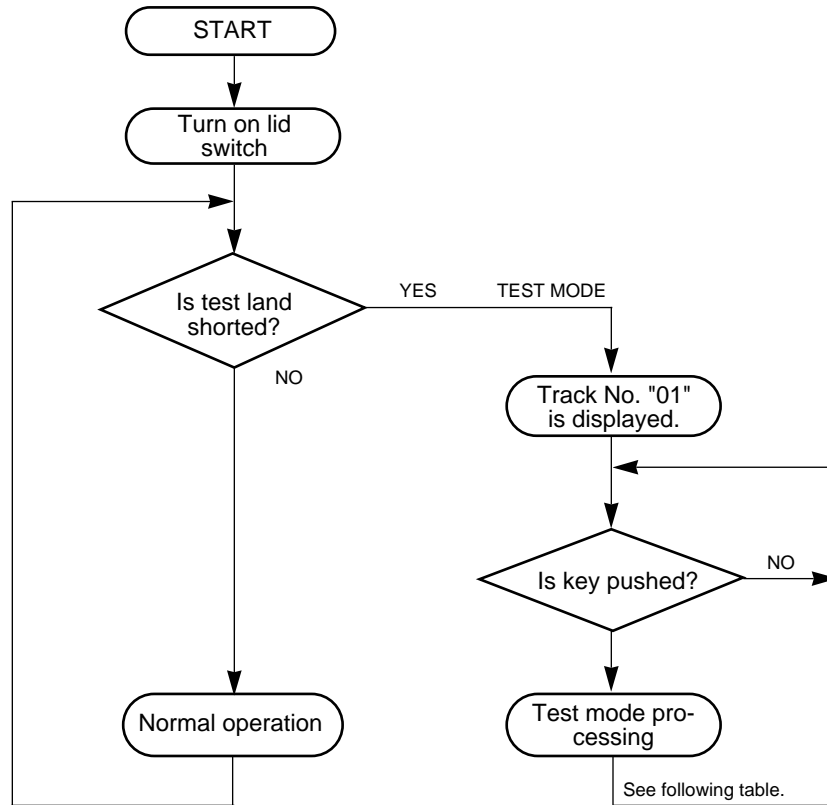 START
Turn on lid
switch
Is test land
shorted?
YES
TEST MODE
NO
Track No. "01"
is displayed.
Is key pushed?
NO
Normal operation
Test mode pro-
cessing
See following table.